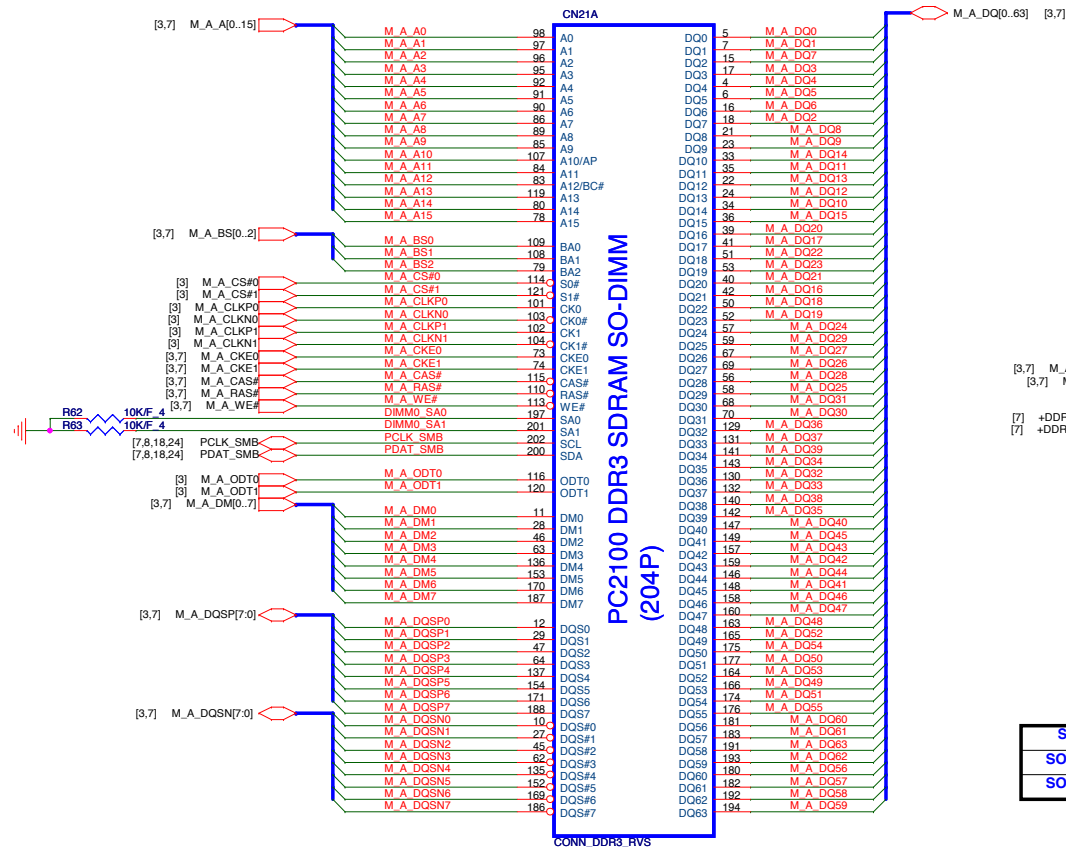 CN21A
[3,7] M_A_A[0..15]
M_A_DQ[0..63] [3,7]
M_A_A0 98 A0 DQ0 5 M_A_DQ0
M_A_A1 97 A1 DQ1 7 M_A_DQ1
M_A_A2 96 A2 DQ2 15 M_A_DQ7
M_A_A3 95 A3 DQ3 17 M_A_DQ3
M_A_A4 92 A4 DQ4 4 M_A_DQ4
M_A_A5 91 A5 DQ5 6 M_A_DQ5
M_A_A6 90 A6 DQ6 16 M_A_DQ6
M_A_A7 86 A7 DQ7 18 M_A_DQ2
M_A_A8 89 A8 DQ8 21 M_A_DQ8
M_A_A9 85 A9 DQ9 23 M_A_DQ9
M_A_A10 107 A10/AP DQ10 33 M_A_DQ14
M_A_A11 84 A11 DQ11 35 M_A_DQ11
M_A_A12 83 A12/BC# DQ12 22 M_A_DQ13
M_A_A13 119 A13 DQ13 24 M_A_DQ12
M_A_A14 80 A14 DQ14 34 M_A_DQ10
M_A_A15 78 A15 DQ15 36 M_A_DQ15
DQ16 39 M_A_DQ20
[3,7] M_A_BS[0..2]
M_A_BS0 109 BA0 DQ17 41 M_A_DQ17
M_A_BS1 108 BA1 DQ18 51 M_A_DQ22
M_A_BS2 79 BA2 DQ19 53 M_A_DQ23
[3] M_A_CS#0 M_A_CS#0 114 S0# DQ20 40 M_A_DQ21
[3] M_A_CS#1 M_A_CS#1 121 S1# DQ21 42 M_A_DQ16
[3] M_A_CLKP0 M_A_CLKP0 101 CK0 DQ22 50 M_A_DQ18
[3] M_A_CLKN0 M_A_CLKN0 103 CK0# DQ23 52 M_A_DQ19
[3] M_A_CLKP1 M_A_CLKP1 102 CK1 DQ24 57 M_A_DQ24
[3] M_A_CLKN1 M_A_CLKN1 104 CK1# DQ25 59 M_A_DQ29
[3,7] M_A_CKE0 M_A_CKE0 73 CKE0 DQ26 67 M_A_DQ27
[3,7] M_A_CKE1 M_A_CKE1 74 CKE1 DQ27 69 M_A_DQ26
[3,7] M_A_CAS# M_A_CAS# 115 CAS# DQ28 56 M_A_DQ28
[3,7] M_A_RAS# M_A_RAS# 110 RAS# DQ29 58 M_A_DQ25
[3,7] M_A_WE# M_A_WE# 113 WE# DQ30 68 M_A_DQ31
R62 10K/F_4 DIMM0_SA0 197 SA0 DQ31 70 M_A_DQ30
R63 10K/F_4 DIMM0_SA1 201 SA1 DQ32 129 M_A_DQ36
[7,8,18,24] PCLK_SMB PCLK_SMB 202 SCL DQ33 131 M_A_DQ37
[7,8,18,24] PDAT_SMB PDAT_SMB 200 SDA DQ34 141 M_A_DQ39
DQ35 143 M_A_DQ34
[3] M_A_ODT0 M_A_ODT0 116 ODT0 DQ36 130 M_A_DQ32
[3] M_A_ODT1 M_A_ODT1 120 ODT1 DQ37 132 M_A_DQ33
[3,7] M_A_DM[0..7]
DQ38 140 M_A_DQ38
M_A_DM0 11 DM0 DQ39 142 M_A_DQ35
M_A_DM1 28 DM1 DQ40 147 M_A_DQ40
M_A_DM2 46 DM2 DQ41 149 M_A_DQ45
M_A_DM3 63 DM3 DQ42 157 M_A_DQ43
M_A_DM4 136 DM4 DQ43 159 M_A_DQ42
M_A_DM5 153 DM5 DQ44 146 M_A_DQ44
M_A_DM6 170 DM6 DQ45 148 M_A_DQ41
M_A_DM7 187 DM7 DQ46 158 M_A_DQ46
DQ47 160 M_A_DQ47
[3,7] M_A_DQSP[7:0]
M_A_DQSP0 12 DQS0 DQ48 163 M_A_DQ48
M_A_DQSP1 29 DQS1 DQ49 165 M_A_DQ52
M_A_DQSP2 47 DQS2 DQ50 175 M_A_DQ54
M_A_DQSP3 64 DQS3 DQ51 177 M_A_DQ50
M_A_DQSP4 137 DQS4 DQ52 164 M_A_DQ53
M_A_DQSP5 154 DQS5 DQ53 166 M_A_DQ49
M_A_DQSP6 171 DQS6 DQ54 174 M_A_DQ51
M_A_DQSP7 188 DQS7 DQ55 176 M_A_DQ55
[3,7] M_A_DQSN[7:0]
M_A_DQSN0 10 DQS#0 DQ56 181 M_A_DQ60
M_A_DQSN1 27 DQS#1 DQ57 183 M_A_DQ61
M_A_DQSN2 45 DQS#2 DQ58 191 M_A_DQ63
M_A_DQSN3 62 DQS#3 DQ59 193 M_A_DQ62
M_A_DQSN4 135 DQS#4 DQ60 180 M_A_DQ56
M_A_DQSN5 152 DQS#5 DQ61 182 M_A_DQ57
M_A_DQSN6 169 DQS#6 DQ62 192 M_A_DQ58
M_A_DQSN7 186 DQS#7 DQ63 194 M_A_DQ59
PC2100 DDR3 SDRAM SO-DIMM
(204P)
CONN_DDR3_RVS
[3,7] M_A
[3,7] M
[7] +DDR
[7] +DDR
S
SO
SO